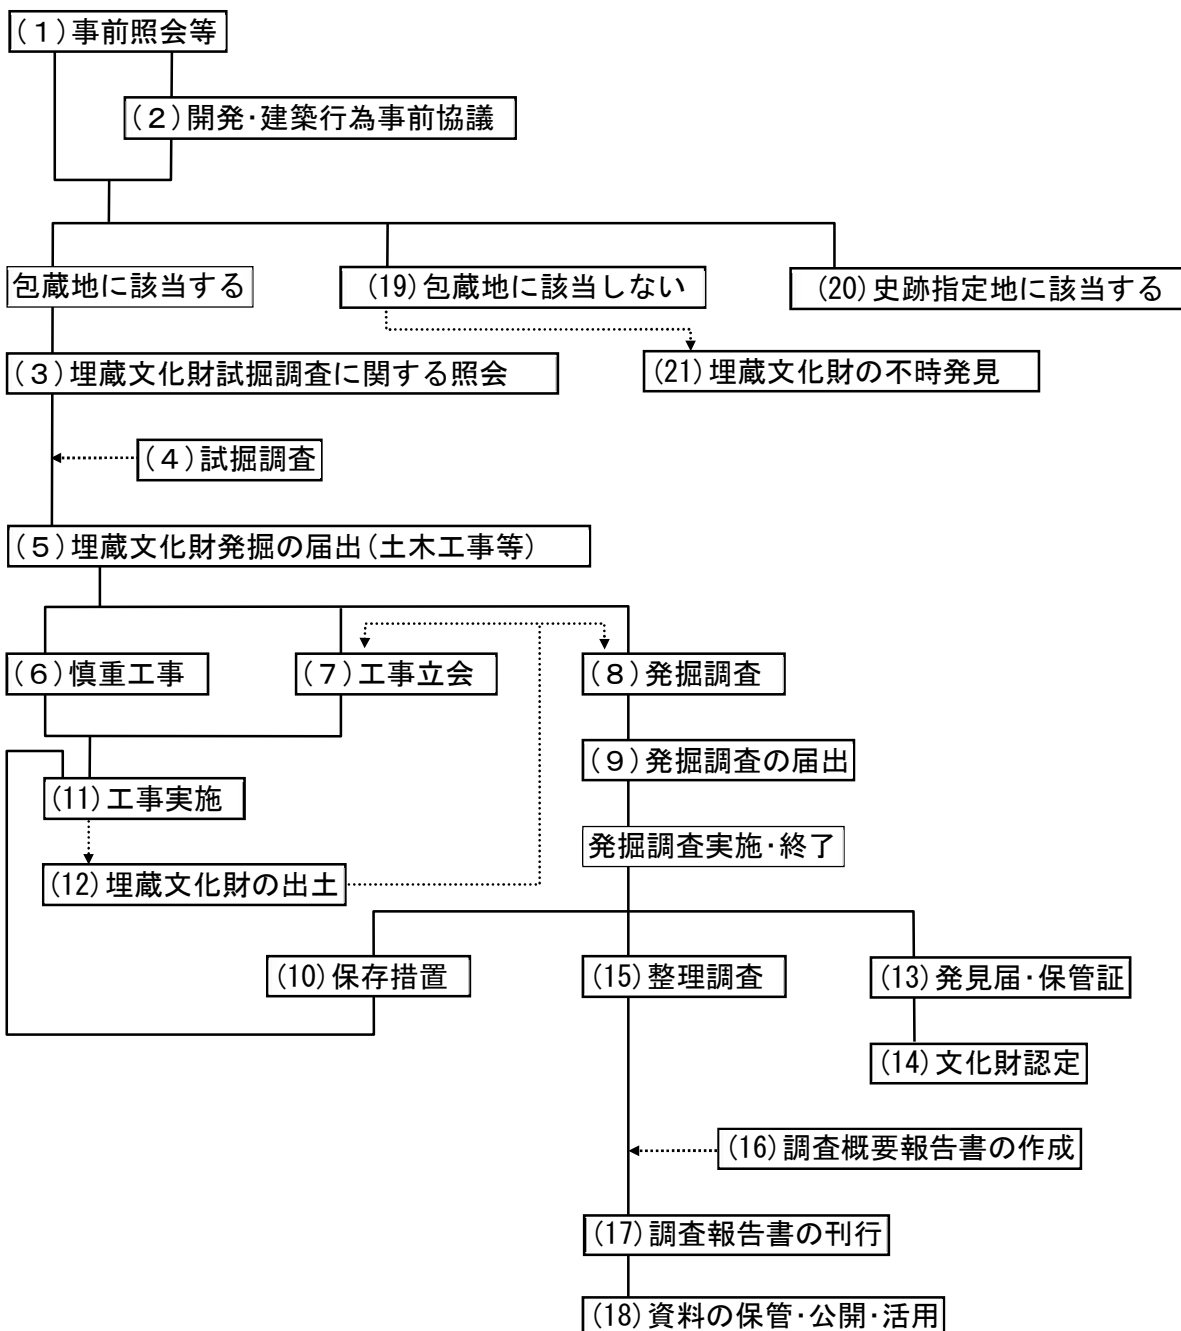 (１)事前照会等
(２)開発･建築行為事前協議
包蔵地に該当する
(19)包蔵地に該当しない
(20)史跡指定地に該当する
(３)埋蔵文化財試掘調査に関する照会
(21)埋蔵文化財の不時発見
(４)試掘調査
(５)埋蔵文化財発掘の届出(土木工事等)
(６)慎重工事
(７)工事立会
(８)発掘調査
(９)発掘調査の届出
(11)工事実施
発掘調査実施･終了
(12)埋蔵文化財の出土
(10)保存措置
(15)整理調査
(13)発見届･保管証
(14)文化財認定
(16)調査概要報告書の作成
(17)調査報告書の刊行
(18)資料の保管･公開･活用